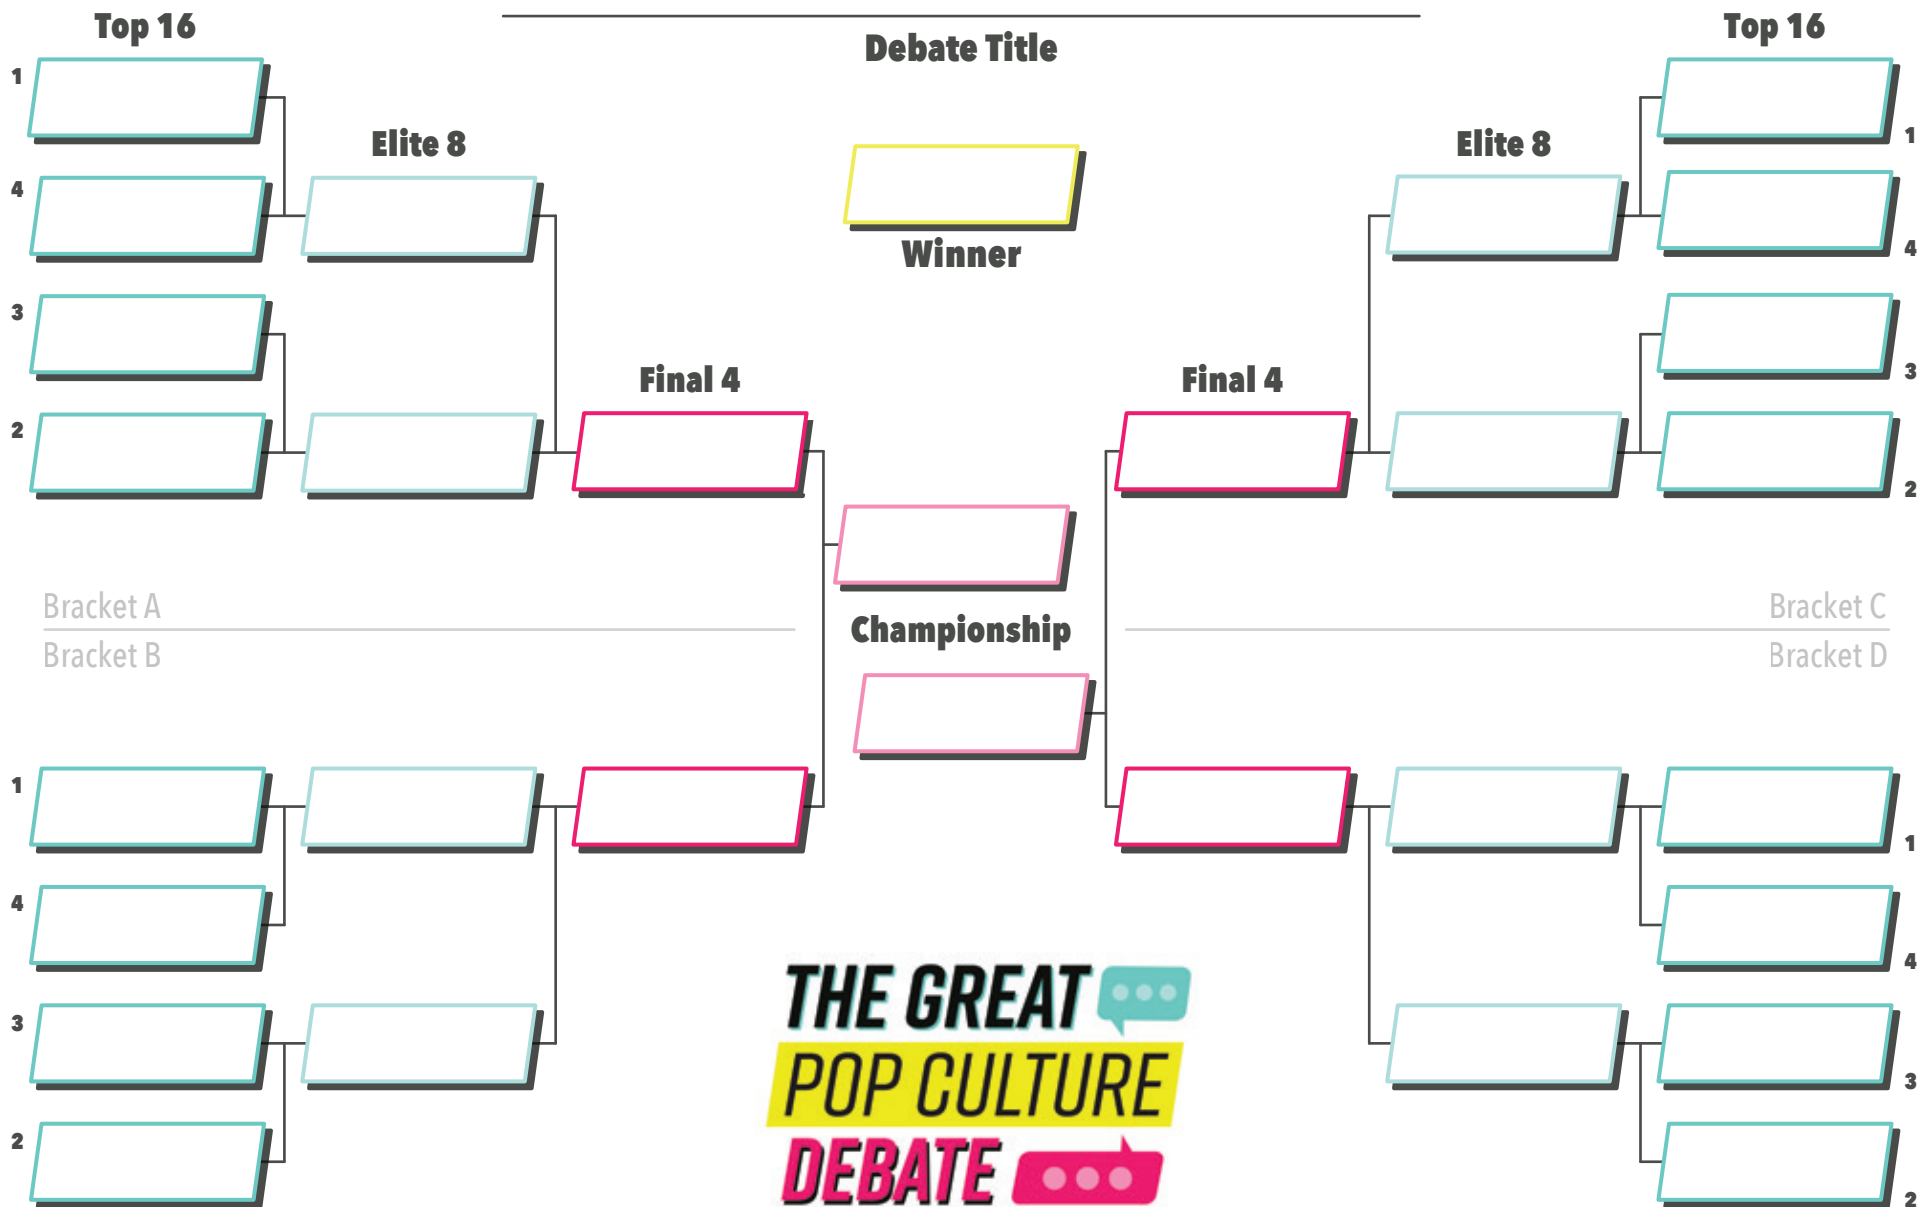 Top 16
Debate Title
Top 16
1
Elite 8
Elite 8
1
4
Winner
4
3
Final 4
Final 4
3
2
2
Bracket A
Bracket C
Championship
Bracket B
Bracket D
1
1
4
4
3
3
2
2
THE GREAT
POP CULTURE
DEBATE